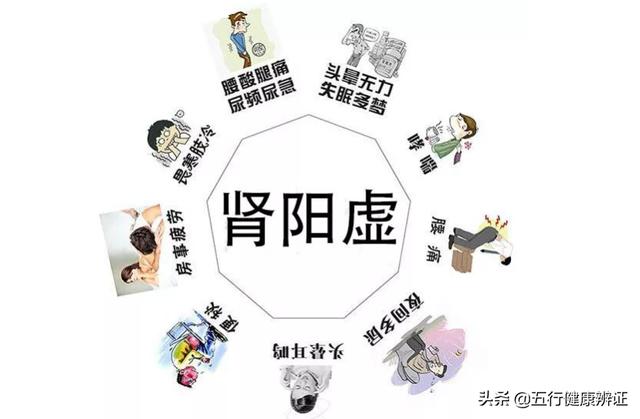 腰酸腿痛
尿频尿急
头晕无力
失眠多梦
哮喘
腰痛
夜间多尿
头晕耳鸣
便秘
房事疲劳
畏寒肢冷
肾阳虚
头条 @五行健康辨证